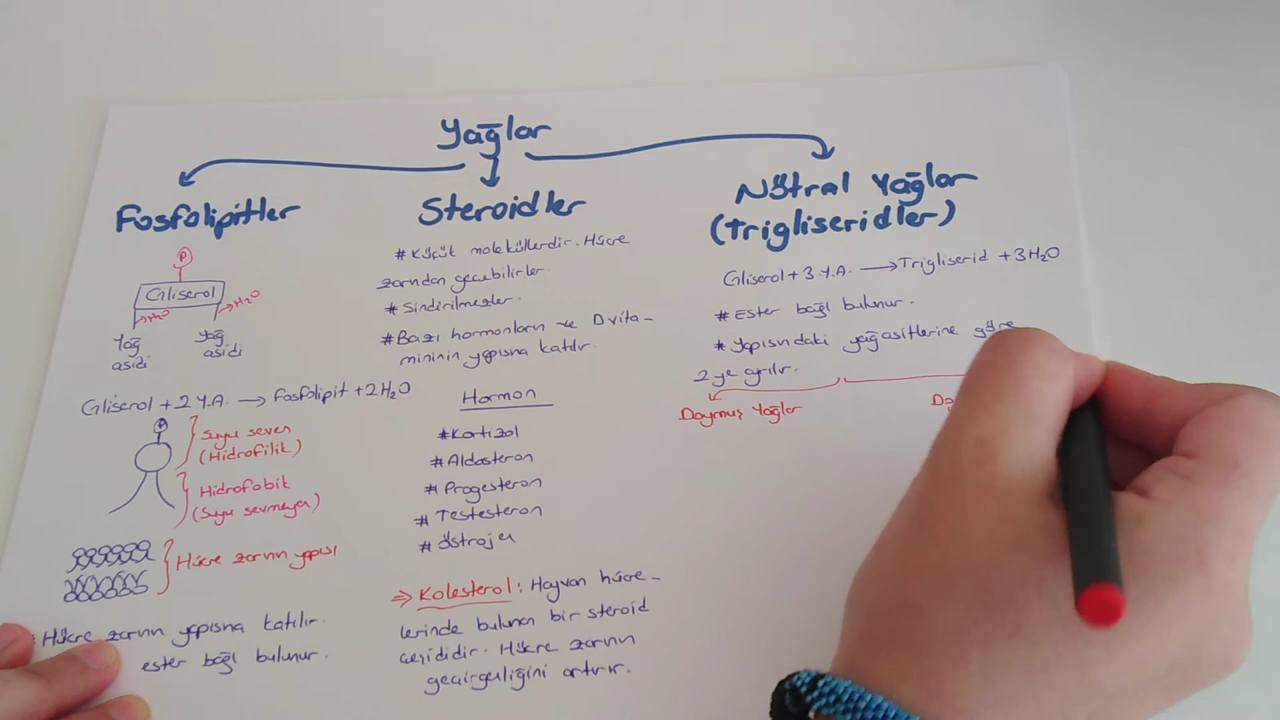 Yağlar
Fosfolipitler
P
Gliserol
H₂O
H₂O
Yağ
asidi
Yağ
asidi
Gliserol + 2 Y.A. → Fosfolipit + 2H₂O
P
Suyu seven
(Hidrofilik)
Hidrofobik
(Suyu sevmeyen)
Hücre zarının yapısı
# Hücre zarının yapısına katılır.
ester bağı bulunur.
Steroidler
# Küçük moleküllerdir. Hücre
zarından geçebilirler.
# Sindirilmezler.
# Bazı hormonların ve D vita-
mininin yapısına katılır.
Hormon
# Kortizol
# Aldosteron
# Progesteron
# Testesteron
# Östrojen
⇒ Kolesterol: Hayvan hücre-
lerinde bulunan bir steroid
çeşididir. Hücre zarının
geçirgenliğini artırır.
Nötral Yağlar
(Trigliseridler)
Gliserol + 3 Y.A. → Trigliserid + 3H₂O
# Ester bağı bulunur.
# Yapısındaki yağ asitlerine göre
2 ye ayrılır.
Doymuş Yağlar